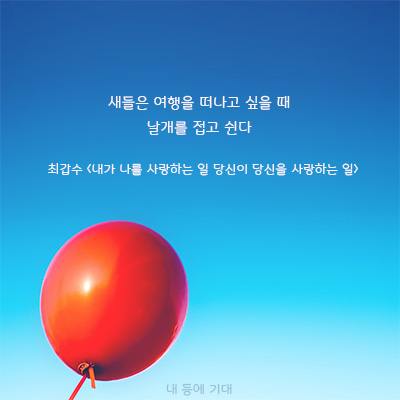 새들은 여행을 떠나고 싶을 때
날개를 접고 쉰다
최갑수 <내가 나를 사랑하는 일 당신이 당신을 사랑하는 일>
내 등에 기대